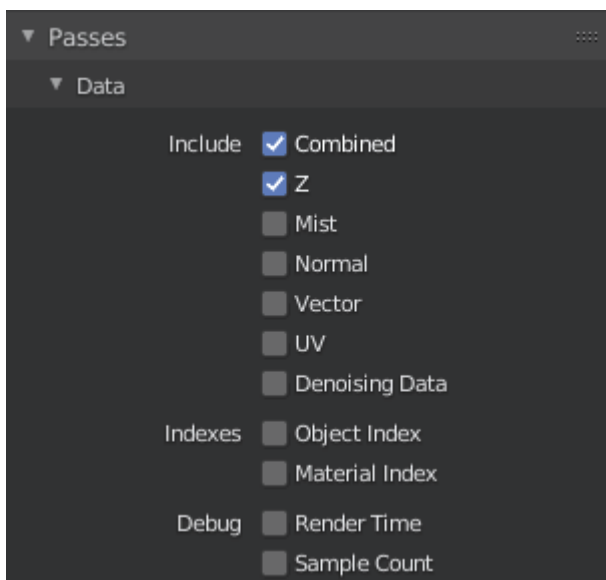 Passes
Data
Include Combined
Z
Mist
Normal
Vector
UV
Denoising Data
Indexes Object Index
Material Index
Debug Render Time
Sample Count